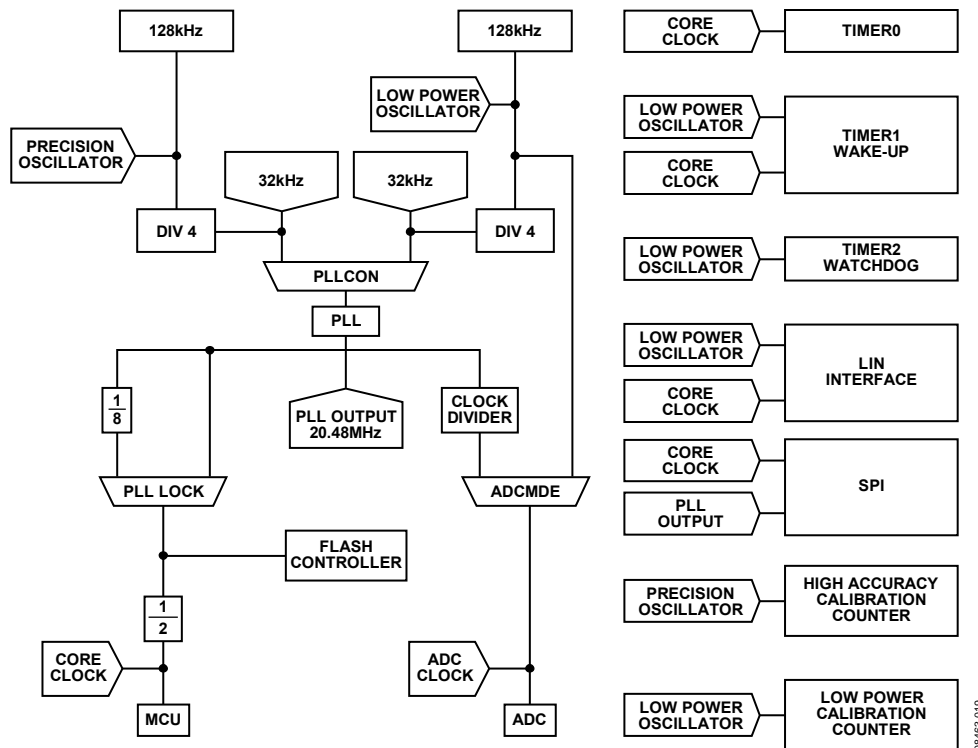 128kHz
128kHz
LOW POWER
OSCILLATOR
PRECISION
OSCILLATOR
32kHz
32kHz
DIV 4
DIV 4
PLLCON
PLL
1
8
PLL OUTPUT
20.48MHz
CLOCK
DIVIDER
PLL LOCK
ADCMDE
FLASH
CONTROLLER
1
2
CORE
CLOCK
ADC
CLOCK
MCU
ADC
CORE
CLOCK
TIMER0
LOW POWER
OSCILLATOR
CORE
CLOCK
TIMER1
WAKE-UP
LOW POWER
OSCILLATOR
TIMER2
WATCHDOG
LOW POWER
OSCILLATOR
CORE
CLOCK
LIN
INTERFACE
CORE
CLOCK
PLL
OUTPUT
SPI
PRECISION
OSCILLATOR
HIGH ACCURACY
CALIBRATION
COUNTER
LOW POWER
OSCILLATOR
LOW POWER
CALIBRATION
COUNTER